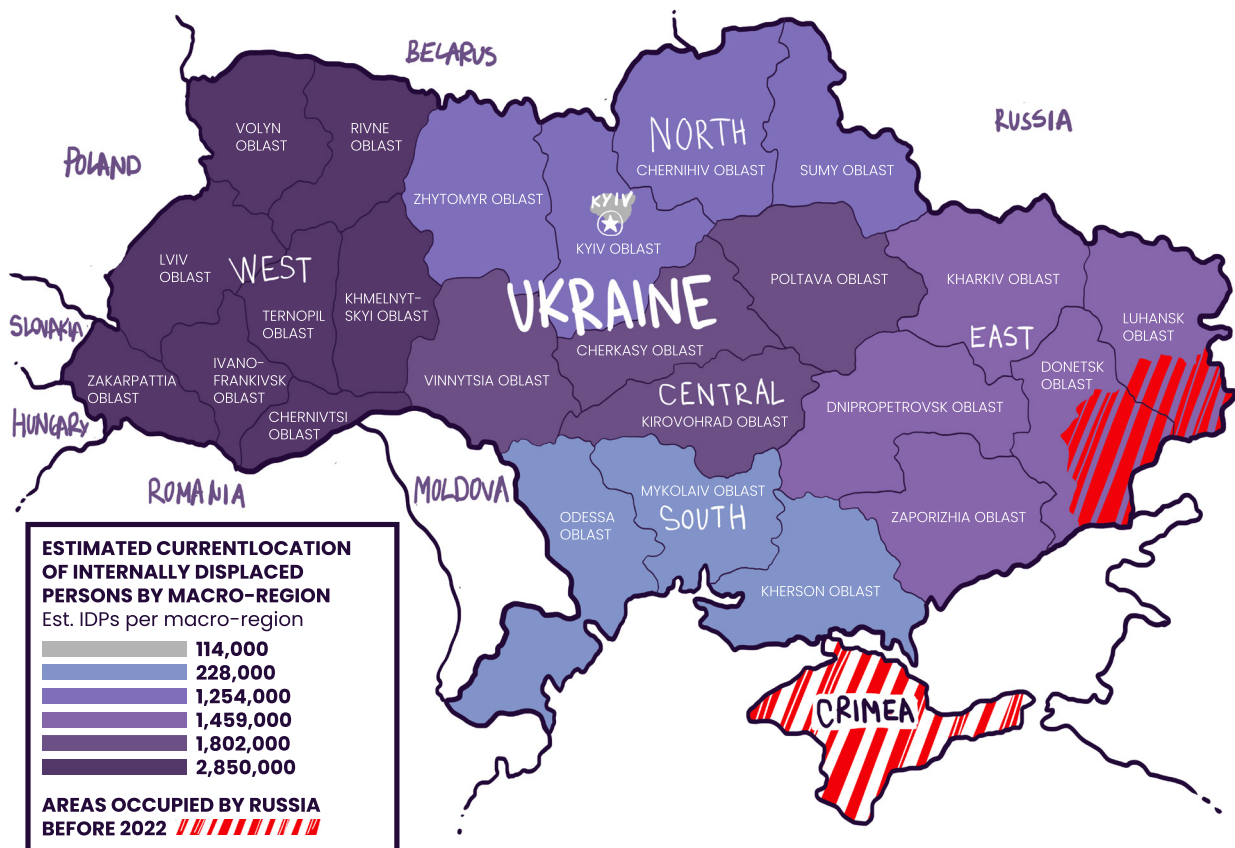 BELARUS
RUSSIA
POLAND
VOLYN
OBLAST
RIVNE
OBLAST
NORTH
CHERNIHIV OBLAST
SUMY OBLAST
ZHYTOMYR OBLAST
KYIV
KYIV OBLAST
LVIV
OBLAST
WEST
TERNOPIL
OBLAST
KHMELNYT-
SKYI OBLAST
UKRAINE
POLTAVA OBLAST
KHARKIV OBLAST
EAST
LUHANSK
OBLAST
SLOVAKIA
ZAKARPATTIA
OBLAST
IVANO-
FRANKIVSK
OBLAST
CHERNIVTSI
OBLAST
VINNYTSIA OBLAST
CHERKASY OBLAST
CENTRAL
KIROVOHRAD OBLAST
DNIPROPETROVSK OBLAST
DONETSK
OBLAST
HUNGARY
ROMANIA
MOLDOVA
ODESSA
OBLAST
MYKOLAIV OBLAST
SOUTH
ZAPORIZHIA OBLAST
KHERSON OBLAST
CRIMEA
ESTIMATED CURRENTLOCATION
OF INTERNALLY DISPLACED
PERSONS BY MACRO-REGION
Est. IDPs per macro-region
114,000
228,000
1,254,000
1,459,000
1,802,000
2,850,000
AREAS OCCUPIED BY RUSSIA
BEFORE 2022